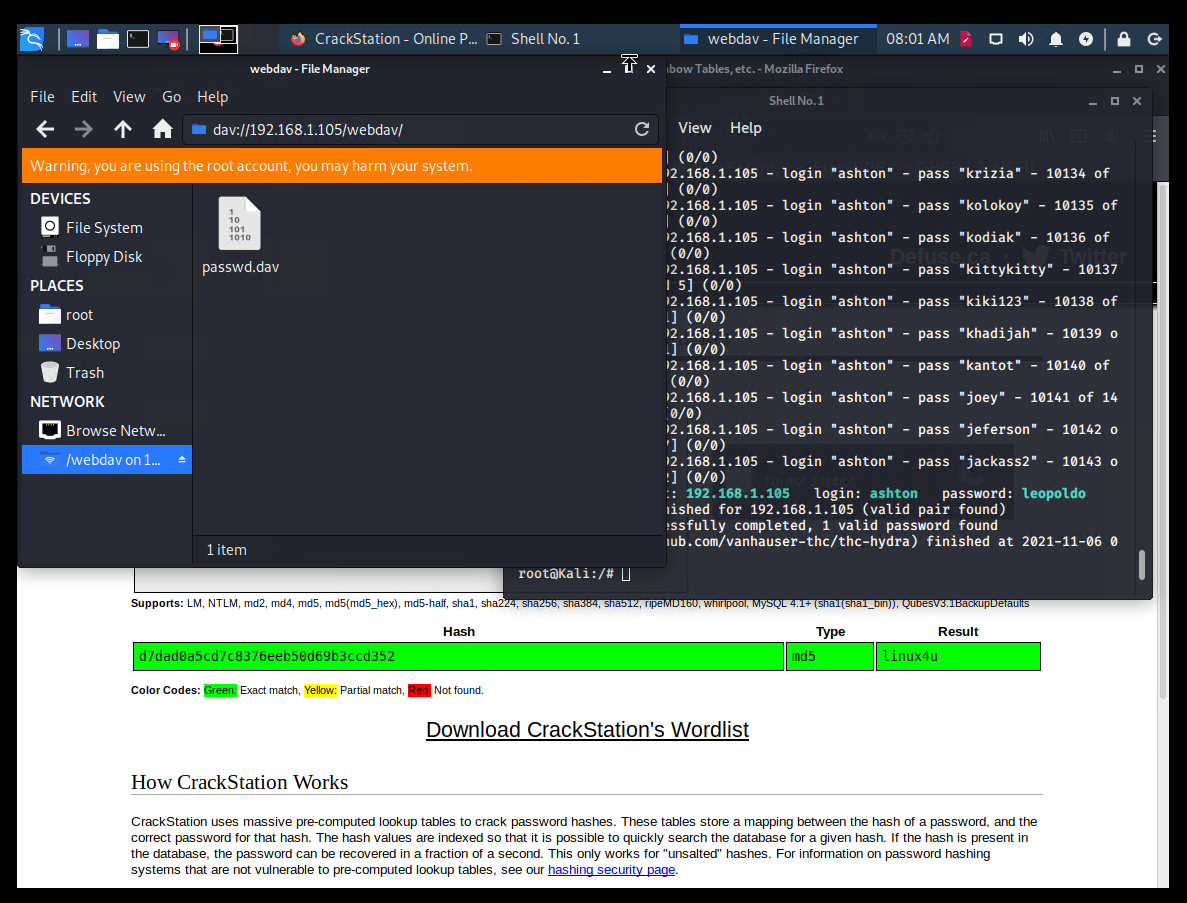 CrackStation - Online P...
Shell No. 1
webdav - File Manager
08:01 AM
webdav - File Manager
bow Tables, etc. - Mozilla Firefox
File Edit View Go Help
dav://192.168.1.105/webdav/
Warning, you are using the root account, you may harm your system.
DEVICES
File System
Floppy Disk
PLACES
root
Desktop
Trash
NETWORK
Browse Netw...
/webdav on 1...
1
10
101
1010
passwd.dav
1 item
Shell No. 1
View Help
] (0/0)
2.168.1.105 - login "ashton" - pass "krizia" - 10134 of
] (0/0)
2.168.1.105 - login "ashton" - pass "kolokoy" - 10135 of
] (0/0)
2.168.1.105 - login "ashton" - pass "kodiak" - 10136 of
(0/0)
2.168.1.105 - login "ashton" - pass "kittykitty" - 10137
d 5] (0/0)
2.168.1.105 - login "ashton" - pass "kiki123" - 10138 of
1] (0/0)
2.168.1.105 - login "ashton" - pass "khadijah" - 10139 o
1] (0/0)
2.168.1.105 - login "ashton" - pass "kantot" - 10140 of
(0/0)
2.168.1.105 - login "ashton" - pass "joey" - 10141 of 14
(0/0)
2.168.1.105 - login "ashton" - pass "jeferson" - 10142 o
7] (0/0)
2.168.1.105 - login "ashton" - pass "jackass2" - 10143 o
2] (0/0)
: 192.168.1.105 login: ashton password: leopoldo
ished for 192.168.1.105 (valid pair found)
essfully completed, 1 valid password found
hub.com/vanhauser-thc/thc-hydra) finished at 2021-11-06 0
root@Kali:/#
Defuse.ca · Twitter
Supports: LM, NTLM, md2, md4, md5, md5(md5_hex), md5-half, sha1, sha224, sha256, sha384, sha512, ripeMD160, whirlpool, MySQL 4.1+ (sha1(sha1_bin)), QubesV3.1BackupDefaults
Hash Type Result
d7dad0a5cd7c8376eeb50d69b3ccd352 md5 linux4u
Color Codes: Green: Exact match, Yellow: Partial match, Red: Not found.
Download CrackStation's Wordlist
How CrackStation Works
CrackStation uses massive pre-computed lookup tables to crack password hashes. These tables store a mapping between the hash of a password, and the
correct password for that hash. The hash values are indexed so that it is possible to quickly search the database for a given hash. If the hash is present in
the database, the password can be recovered in a fraction of a second. This only works for "unsalted" hashes. For information on password hashing
systems that are not vulnerable to pre-computed lookup tables, see our hashing security page.